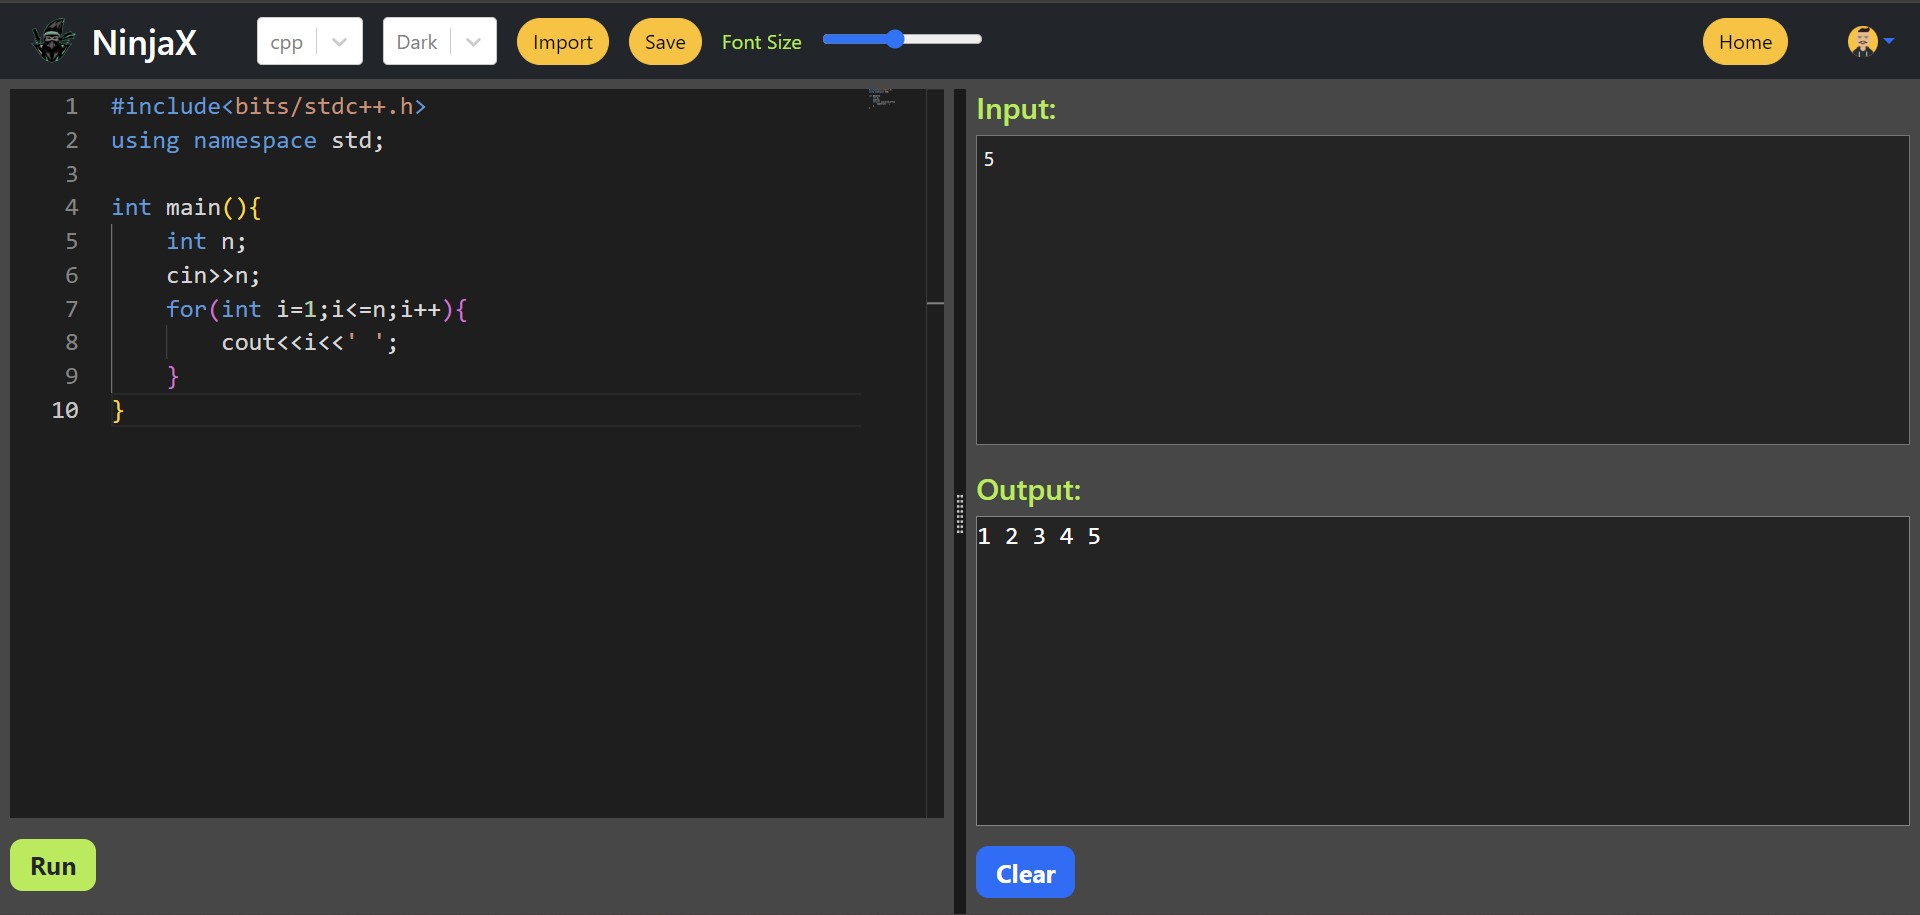 NinjaX cpp Dark Import Save Font Size Home
1 #include<bits/stdc++.h>
2 using namespace std;
3
4 int main(){
5     int n;
6     cin>>n;
7     for(int i=1;i<=n;i++){
8         cout<<i<<' ';
9     }
10 }
Run
Input:
5
Output:
1 2 3 4 5
Clear